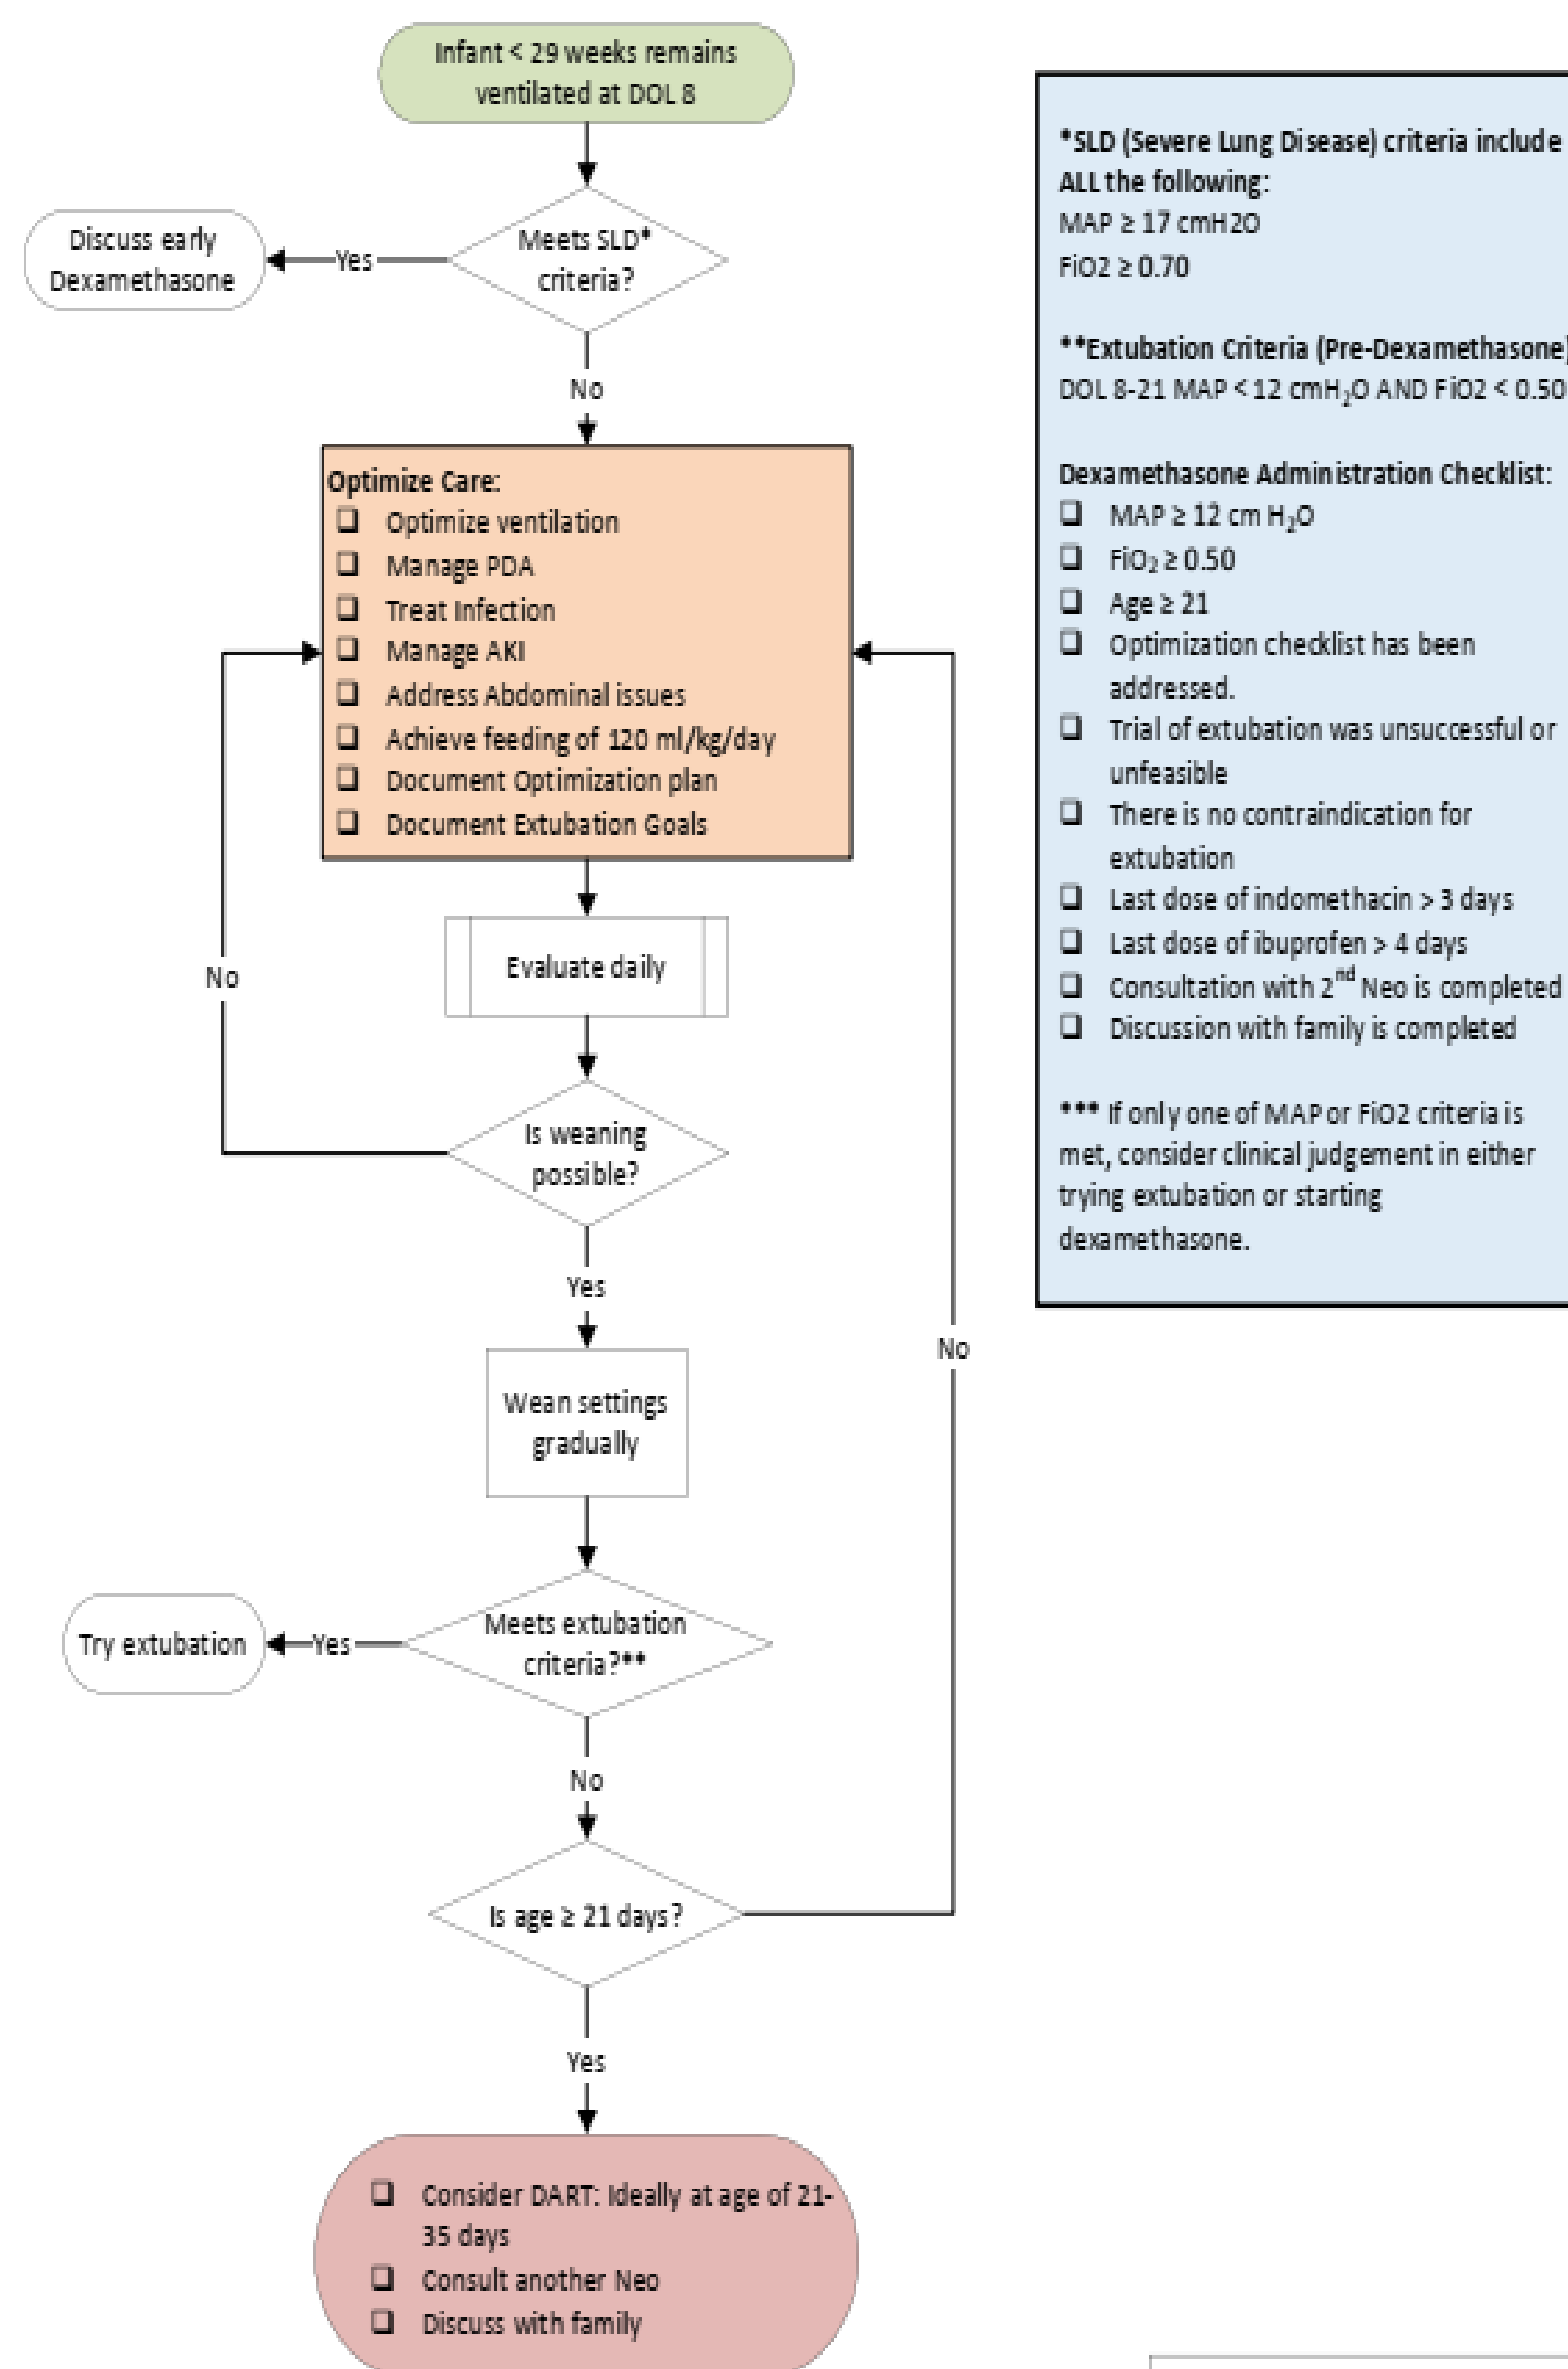 Infant < 29 weeks remains
ventilated at DOL 8
Meets SLD*
criteria?
Yes
Discuss early
Dexamethasone
No
Optimize Care:
❑ Optimize ventilation
❑ Manage PDA
❑ Treat Infection
❑ Manage AKI
❑ Address Abdominal issues
❑ Achieve feeding of 120 ml/kg/day
❑ Document Optimization plan
❑ Document Extubation Goals
Evaluate daily
No
Is weaning
possible?
Yes
Wean settings
gradually
No
Meets extubation
criteria?**
Yes
Try extubation
No
Is age ≥ 21 days?
Yes
❑ Consider DART: Ideally at age of 21-
35 days
❑ Consult another Neo
❑ Discuss with family
*SLD (Severe Lung Disease) criteria include
ALL the following:
MAP ≥ 17 cmH2O
FiO2 ≥ 0.70
**Extubation Criteria (Pre-Dexamethasone)
DOL 8-21 MAP < 12 cmH₂O AND FiO2 < 0.50
Dexamethasone Administration Checklist:
❑ MAP ≥ 12 cm H₂O
❑ FiO₂ ≥ 0.50
❑ Age ≥ 21
❑ Optimization checklist has been
addressed.
❑ Trial of extubation was unsuccessful or
unfeasible
❑ There is no contraindication for
extubation
❑ Last dose of indomethacin > 3 days
❑ Last dose of ibuprofen > 4 days
❑ Consultation with 2nd Neo is completed
❑ Discussion with family is completed
*** If only one of MAP or FiO2 criteria is
met, consider clinical judgement in either
trying extubation or starting
dexamethasone.